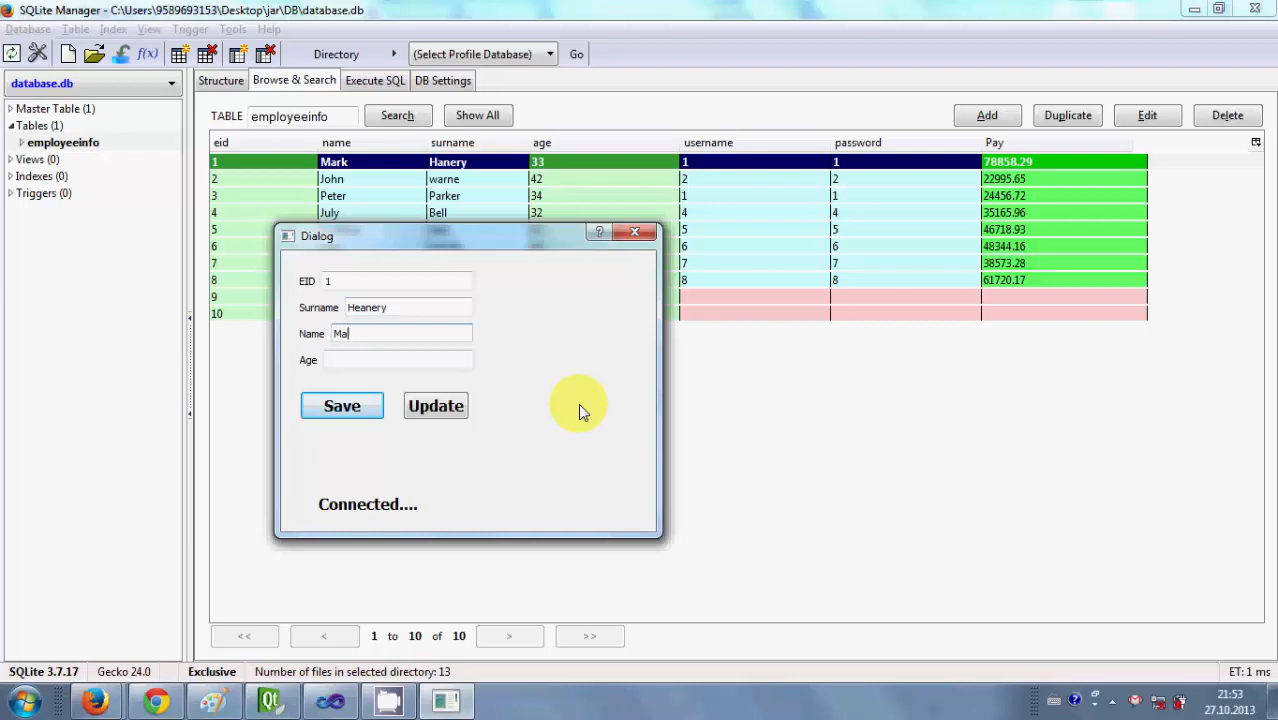 SQLite Manager - C:\Users\9589693153\Desktop\jar\DB\database.db
Database Table Index View Trigger Tools Help
f(x) Directory (Select Profile Database) Go
database.db
Structure Browse & Search Execute SQL DB Settings
Master Table (1)
Tables (1)
employeeinfo
Views (0)
Indexes (0)
Triggers (0)
TABLE employeeinfo Search Show All Add Duplicate Edit Delete
eid name surname age username password Pay
1 Mark Hanery 33 1 1 78858.29
2 John warne 42 2 2 22995.65
3 Peter Parker 34 1 3 24456.72
4 July Bell 32 4 4 35165.96
5 5 5 46718.93
6 6 6 48344.16
7 7 7 38573.28
8 8 8 61720.17
9
10
Dialog
EID 1
Surname Heanery
Name Ma
Age
Save Update
Connected....
<< < 1 to 10 of 10 > >>
SQLite 3.7.17 Gecko 24.0 Exclusive Number of files in selected directory: 13 ET: 1 ms
Qt
21:53
27.10.2013